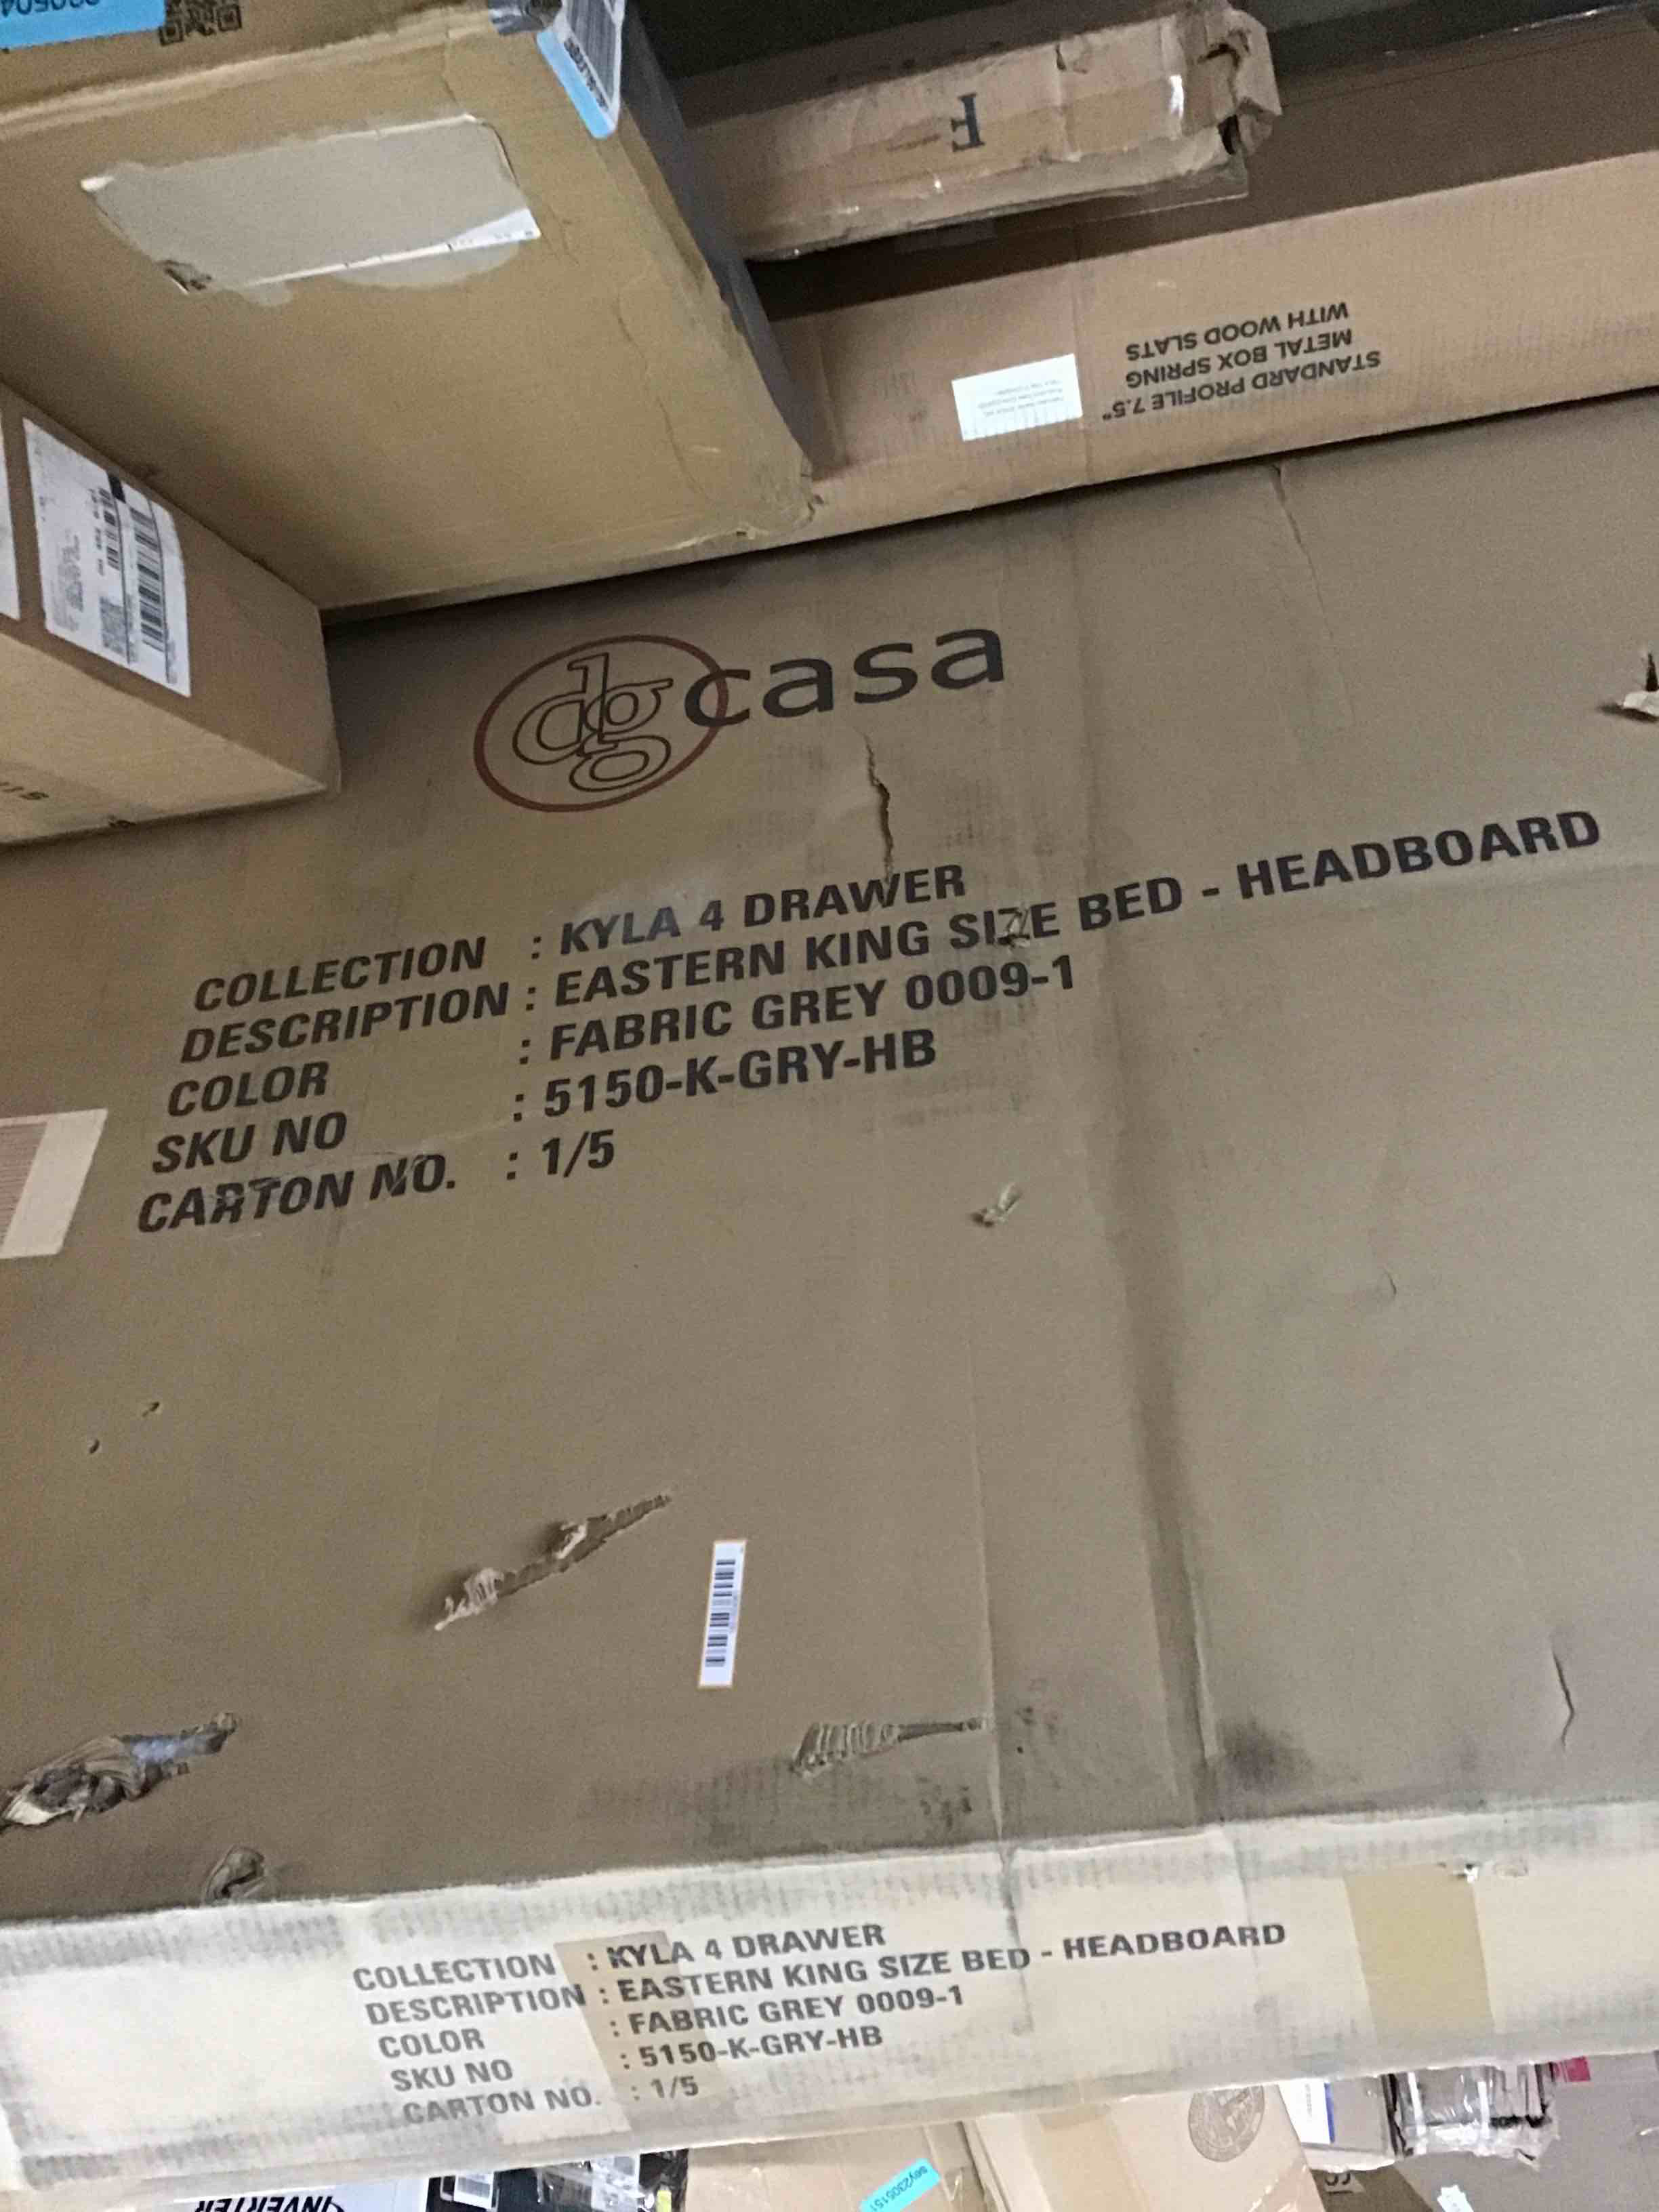 F
STANDARD PROFILE 7.5"
METAL BOX SPRING
WITH WOOD SLATS
dgcasa
COLLECTION : KYLA 4 DRAWER
DESCRIPTION : EASTERN KING SIZE BED - HEADBOARD
COLOR : FABRIC GREY 0009-1
SKU NO : 5150-K-GRY-HB
CARTON NO. : 1/5
COLLECTION : KYLA 4 DRAWER
DESCRIPTION : EASTERN KING SIZE BED - HEADBOARD
COLOR : FABRIC GREY 0009-1
SKU NO : 5150-K-GRY-HB
CARTON NO. : 1/5
INVERTER